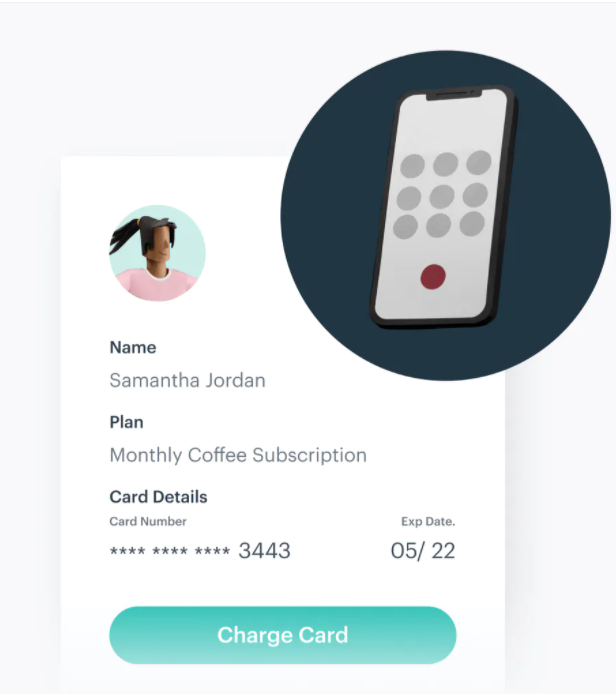 Name
Samantha Jordan
Plan
Monthly Coffee Subscription
Card Details
Card Number Exp Date.
**** **** **** 3443 05/ 22
Charge Card